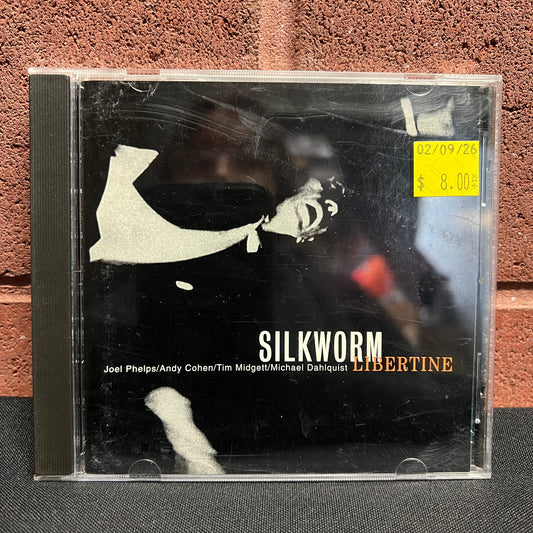 02/09/26
$ 8.00
SILKWORM
Joel Phelps/Andy Cohen/Tim Midgett/Michael Dahlquist LIBERTINE